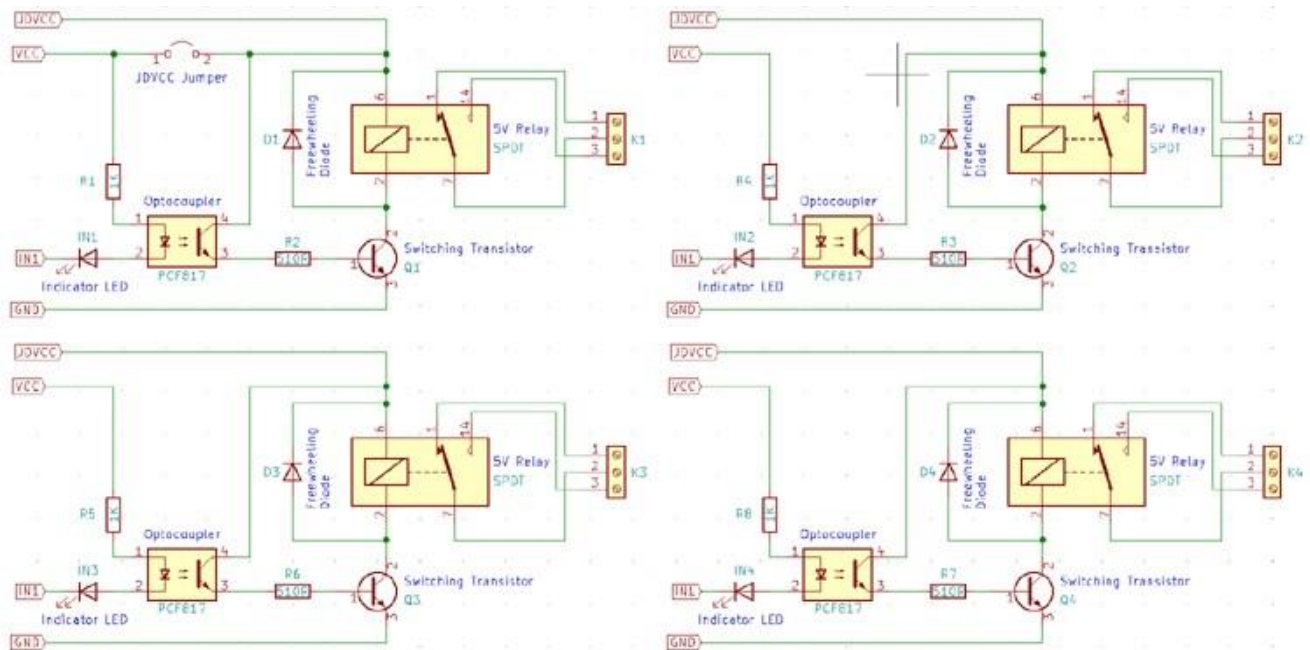 JDVCC
VCC
1 2
JDVCC Jumper
R1
1K
Optocoupler
1 4
2 3
PCF817
IN1
IN1
Indicator LED
R2
510R
D1
Freewheeling
Diode
6
1
14
2
7
5V Relay
SPDT
1
2
3
K1
2
1
3
Switching Transistor
Q1
GND
JDVCC
VCC
R4
1K
Optocoupler
1 4
2 3
PCF817
IN2
IN1
Indicator LED
R3
510R
D2
Freewheeling
Diode
6
1
14
2
7
5V Relay
SPDT
1
2
3
K2
2
1
3
Switching Transistor
Q2
GND
JDVCC
VCC
R5
1K
Optocoupler
1 4
2 3
PCF817
IN3
IN1
Indicator LED
R6
510R
D3
Freewheeling
Diode
6
1
14
2
7
5V Relay
SPDT
1
2
3
K3
2
1
3
Switching Transistor
Q3
GND
JDVCC
VCC
R8
1K
Optocoupler
1 4
2 3
PCF817
IN4
IN1
Indicator LED
R7
510R
D4
Freewheeling
Diode
6
1
14
2
7
5V Relay
SPDT
1
2
3
K4
2
1
3
Switching Transistor
Q4
GND